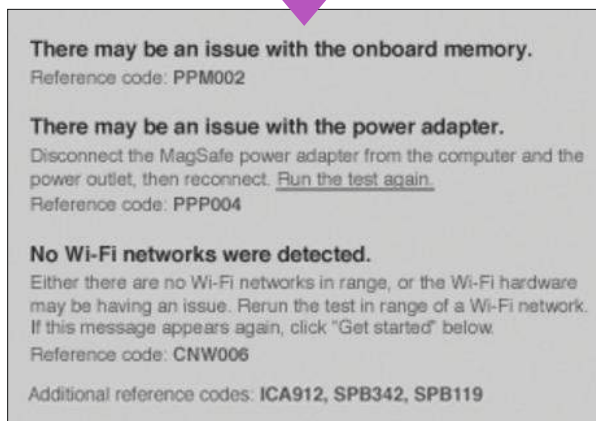 There may be an issue with the onboard memory.
Reference code: PPM002
There may be an issue with the power adapter.
Disconnect the MagSafe power adapter from the computer and the
power outlet, then reconnect. Run the test again.
Reference code: PPP004
No Wi-Fi networks were detected.
Either there are no Wi-Fi networks in range, or the Wi-Fi hardware
may be having an issue. Rerun the test in range of a Wi-Fi network.
If this message appears again, click "Get started" below.
Reference code: CNW006
Additional reference codes: ICA912, SPB342, SPB119